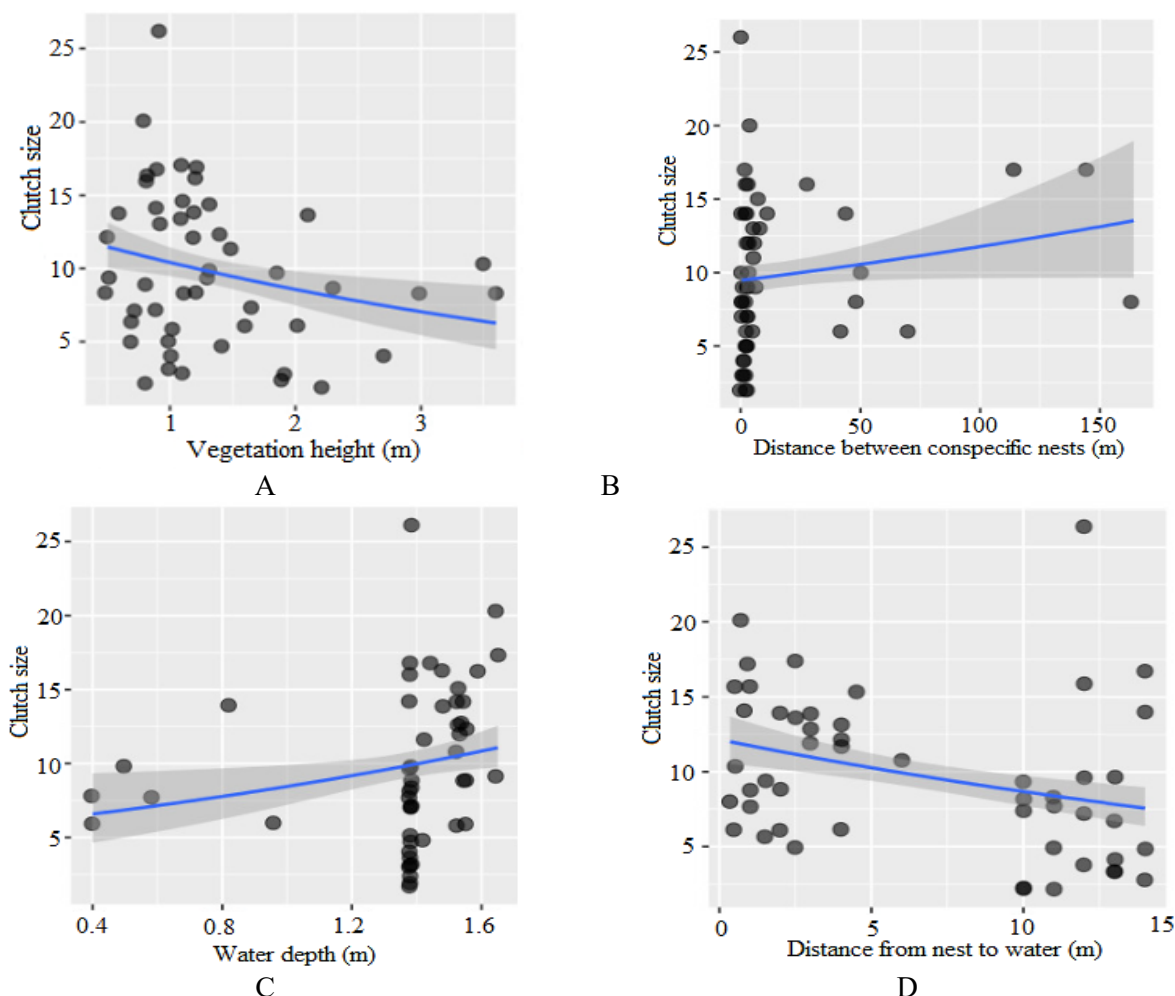 25
20
15
10
5
Clutch size
1 2 3
Vegetation height (m)
A
25
20
15
10
5
Clutch size
0 50 100 150
Distance between conspecific nests (m)
B
25
20
15
10
5
Clutch size
0.4 0.8 1.2 1.6
Water depth (m)
C
25
20
15
10
5
Clutch size
0 5 10 15
Distance from nest to water (m)
D